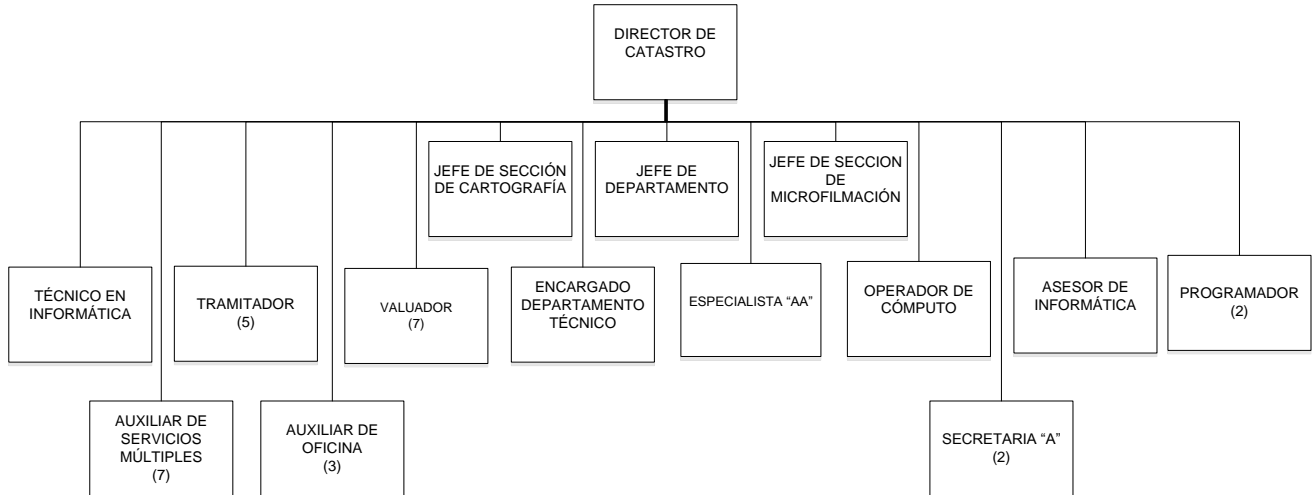 DIRECTOR DE
CATASTRO
JEFE DE SECCIÓN
DE CARTOGRAFÍA
JEFE DE
DEPARTAMENTO
JEFE DE SECCION
DE
MICROFILMACIÓN
TÉCNICO EN
INFORMÁTICA
TRAMITADOR
(5)
VALUADOR
(7)
ENCARGADO
DEPARTAMENTO
TÉCNICO
ESPECIALISTA “AA”
OPERADOR DE
CÓMPUTO
ASESOR DE
INFORMÁTICA
PROGRAMADOR
(2)
AUXILIAR DE
SERVICIOS
MÚLTIPLES
(7)
AUXILIAR DE
OFICINA
(3)
SECRETARIA “A”
(2)